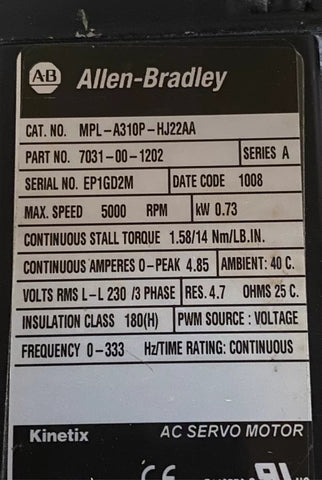 A-B Allen-Bradley
CAT. NO. MPL-A310P-HJ22AA
PART NO. 7031-00-1202 SERIES A
SERIAL NO. EP1GD2M DATE CODE 1008
MAX. SPEED 5000 RPM kW 0.73
CONTINUOUS STALL TORQUE 1.58/14 Nm/LB.IN.
CONTINUOUS AMPERES 0-PEAK 4.85 AMBIENT: 40 C.
VOLTS RMS L-L 230 /3 PHASE RES. 4.7 OHMS 25 C.
INSULATION CLASS 180(H) PWM SOURCE : VOLTAGE
FREQUENCY 0-333 Hz/TIME RATING: CONTINUOUS
Kinetix AC SERVO MOTOR
CE